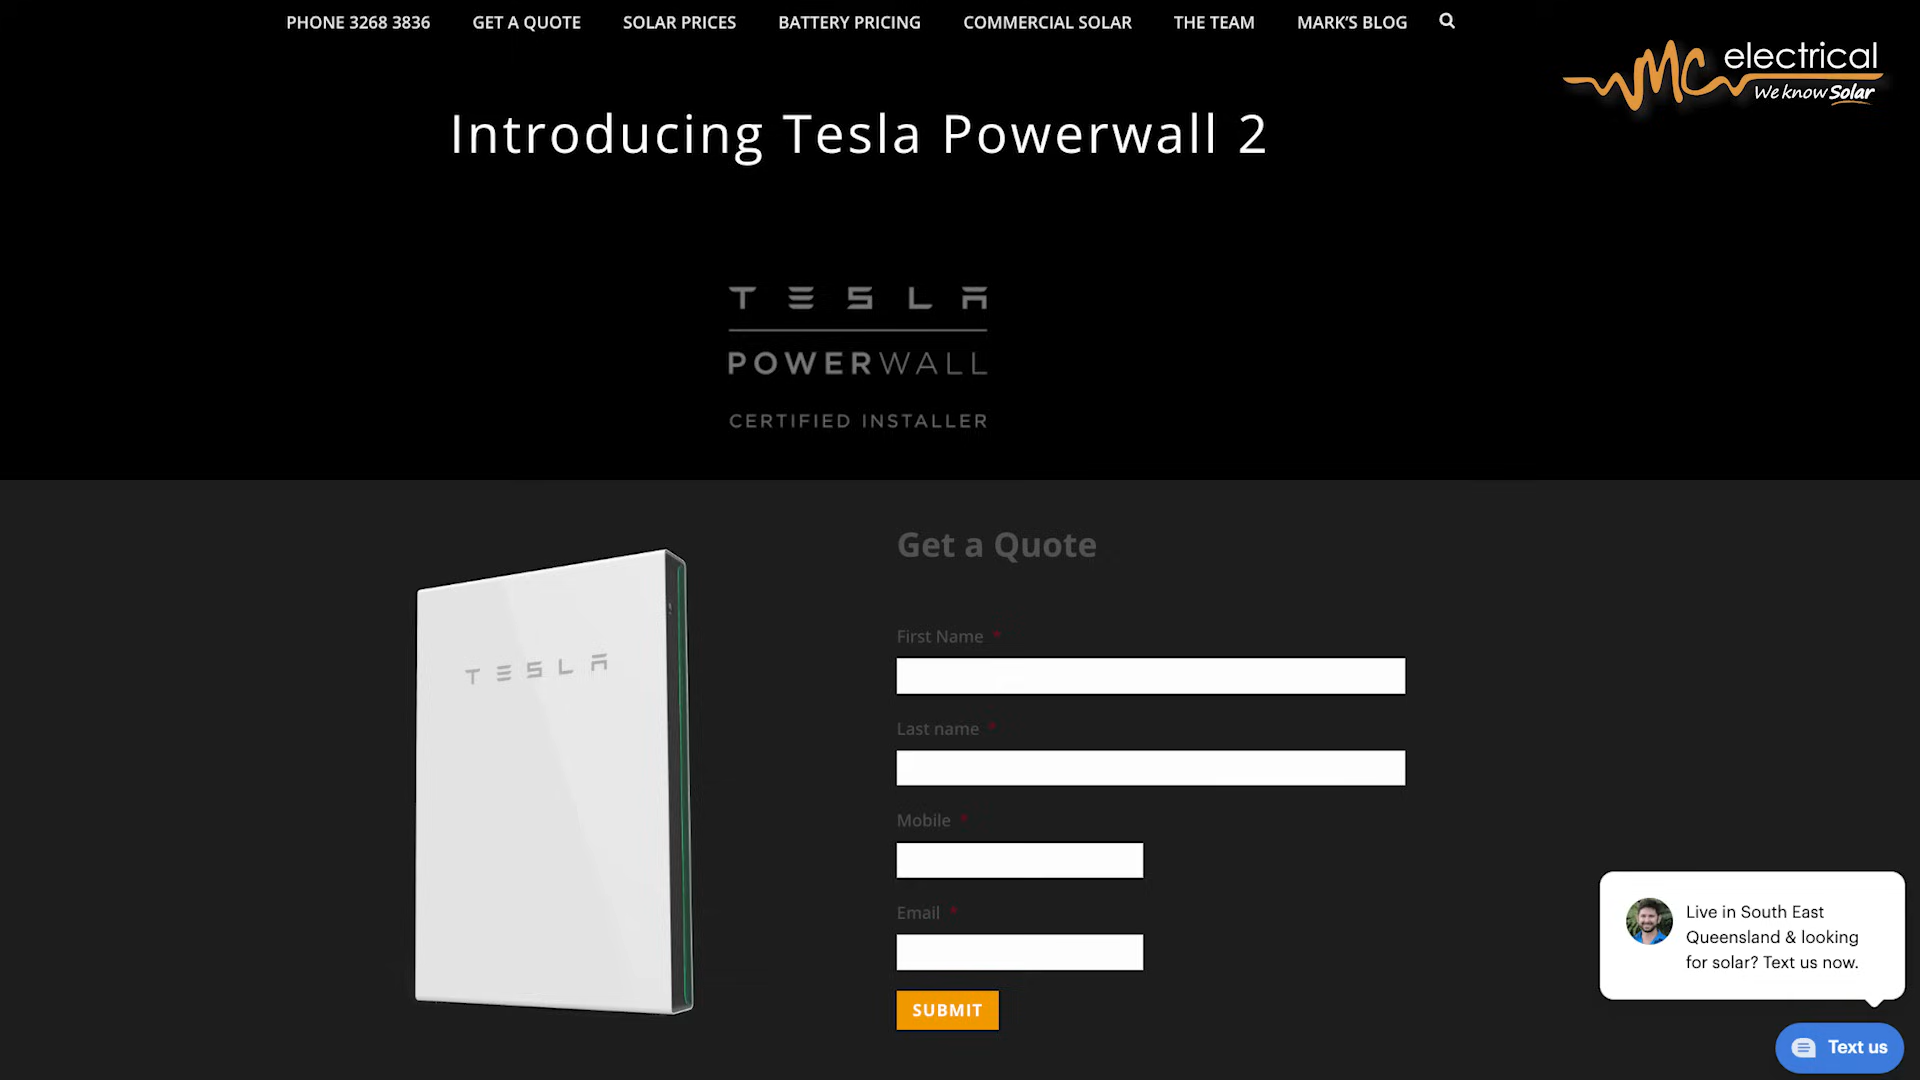 PHONE 3268 3836 GET A QUOTE SOLAR PRICES BATTERY PRICING COMMERCIAL SOLAR THE TEAM MARK'S BLOG
MC electrical
We know Solar
Introducing Tesla Powerwall 2
TESLA
POWERWALL
CERTIFIED INSTALLER
Get a Quote
TESLA
First Name *
Last name *
Mobile *
Email *
SUBMIT
Live in South East
Queensland & looking
for solar? Text us now.
Text us